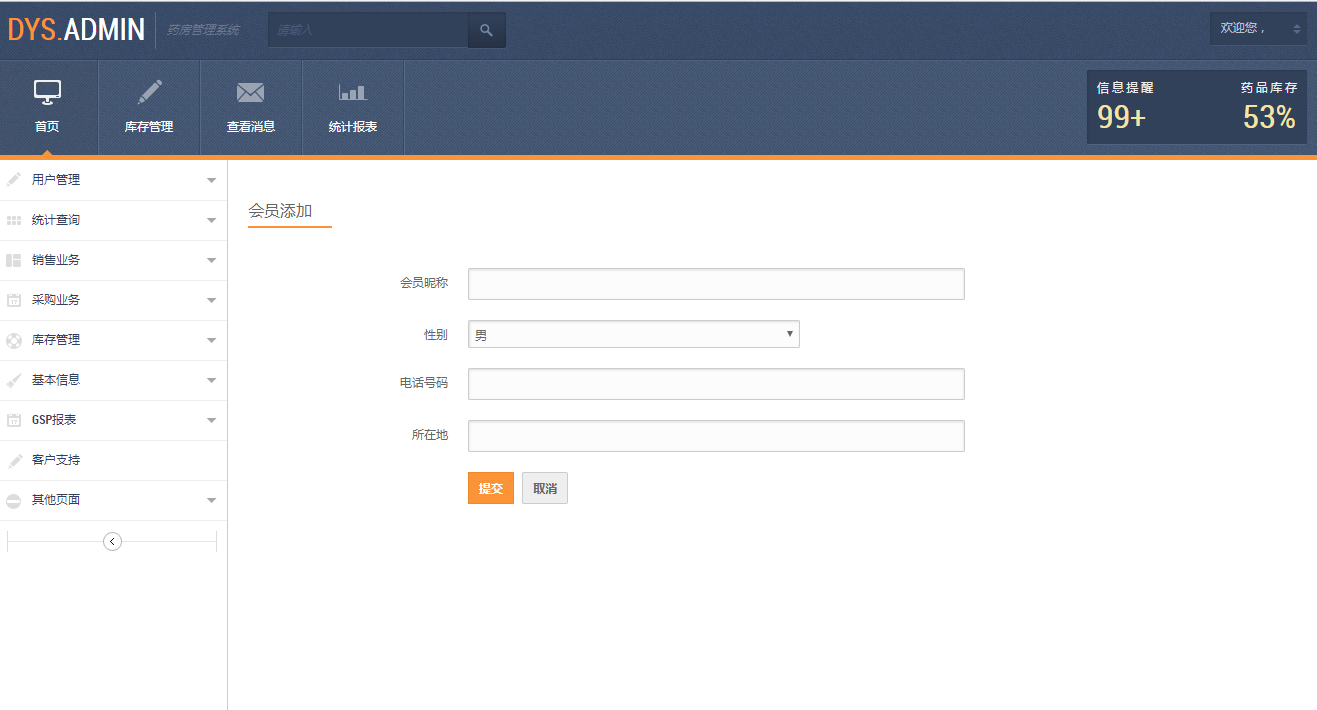 DYS.ADMIN
药房管理系统
请输入
欢迎您，
首页
库存管理
查看消息
统计报表
信息提醒
99+
药品库存
53%
用户管理
统计查询
销售业务
采购业务
库存管理
基本信息
GSP报表
客户支持
其他页面
会员添加
会员昵称
性别
男
电话号码
所在地
提交
取消